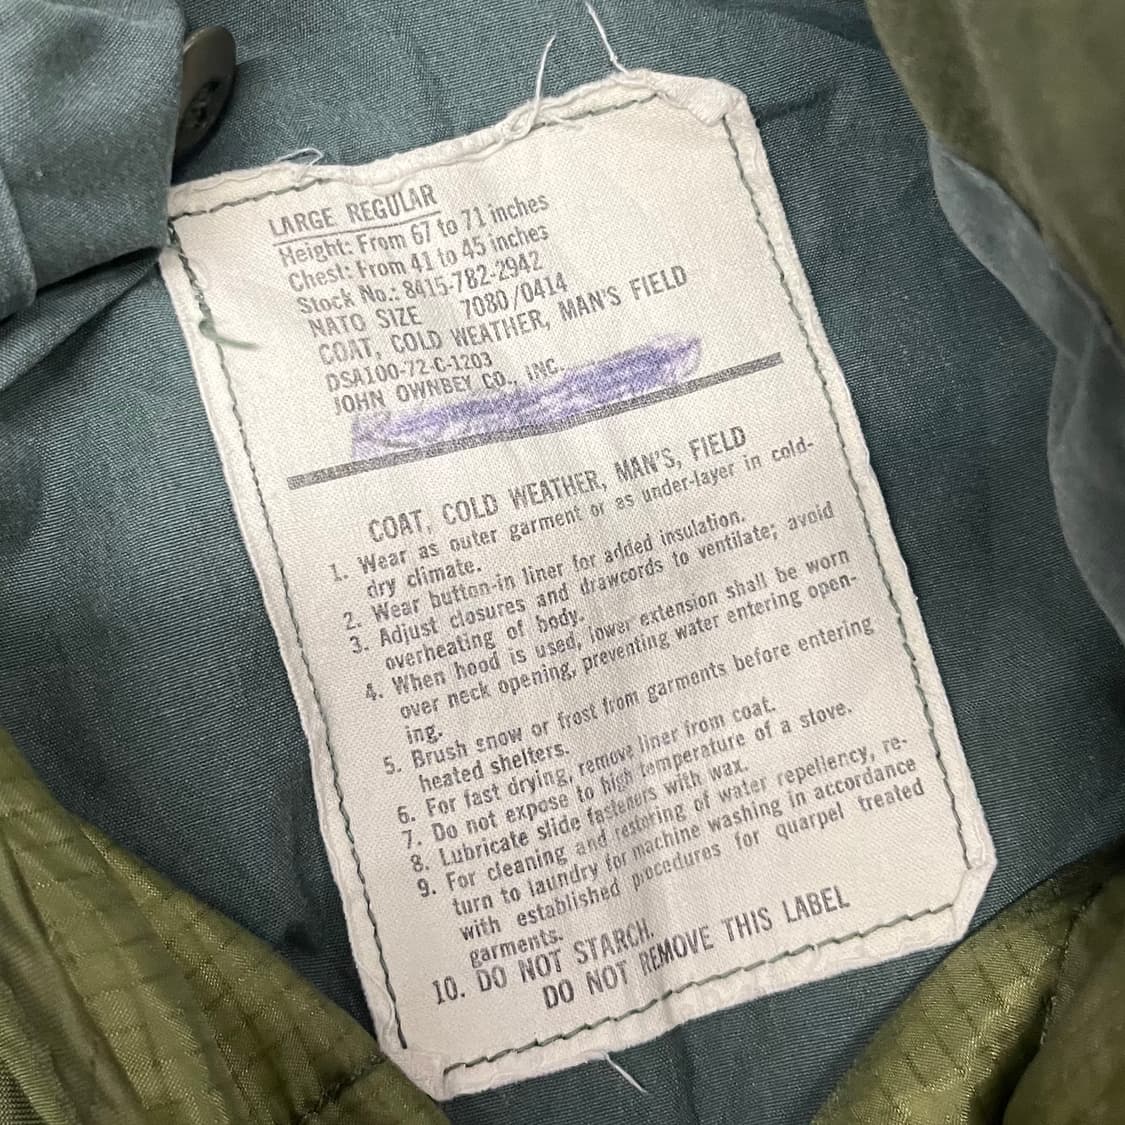 LARGE REGULAR
Height: From 67 to 71 inches
Chest: From 41 to 45 inches
Stock No.: 8415-782-2942
NATO SIZE 7080/0414
COAT, COLD WEATHER, MAN'S FIELD
DSA100-72-C-1203
JOHN OWNBEY CO., INC.
COAT, COLD WEATHER, MAN'S, FIELD
1. Wear as outer garment or as under-layer in cold-
dry climate.
2. Wear button-in liner for added insulation.
3. Adjust closures and drawcords to ventilate; avoid
overheating of body.
4. When hood is used, lower extension shall be worn
over neck opening, preventing water entering open-
ing.
5. Brush snow or frost from garments before entering
heated shelters.
6. For fast drying, remove liner from coat.
7. Do not expose to high temperature of a stove.
8. Lubricate slide fasteners with wax.
9. For cleaning and restoring of water repellency, re-
turn to laundry for machine washing in accordance
with established procedures for quarpel treated
garments.
10. DO NOT STARCH.
DO NOT REMOVE THIS LABEL